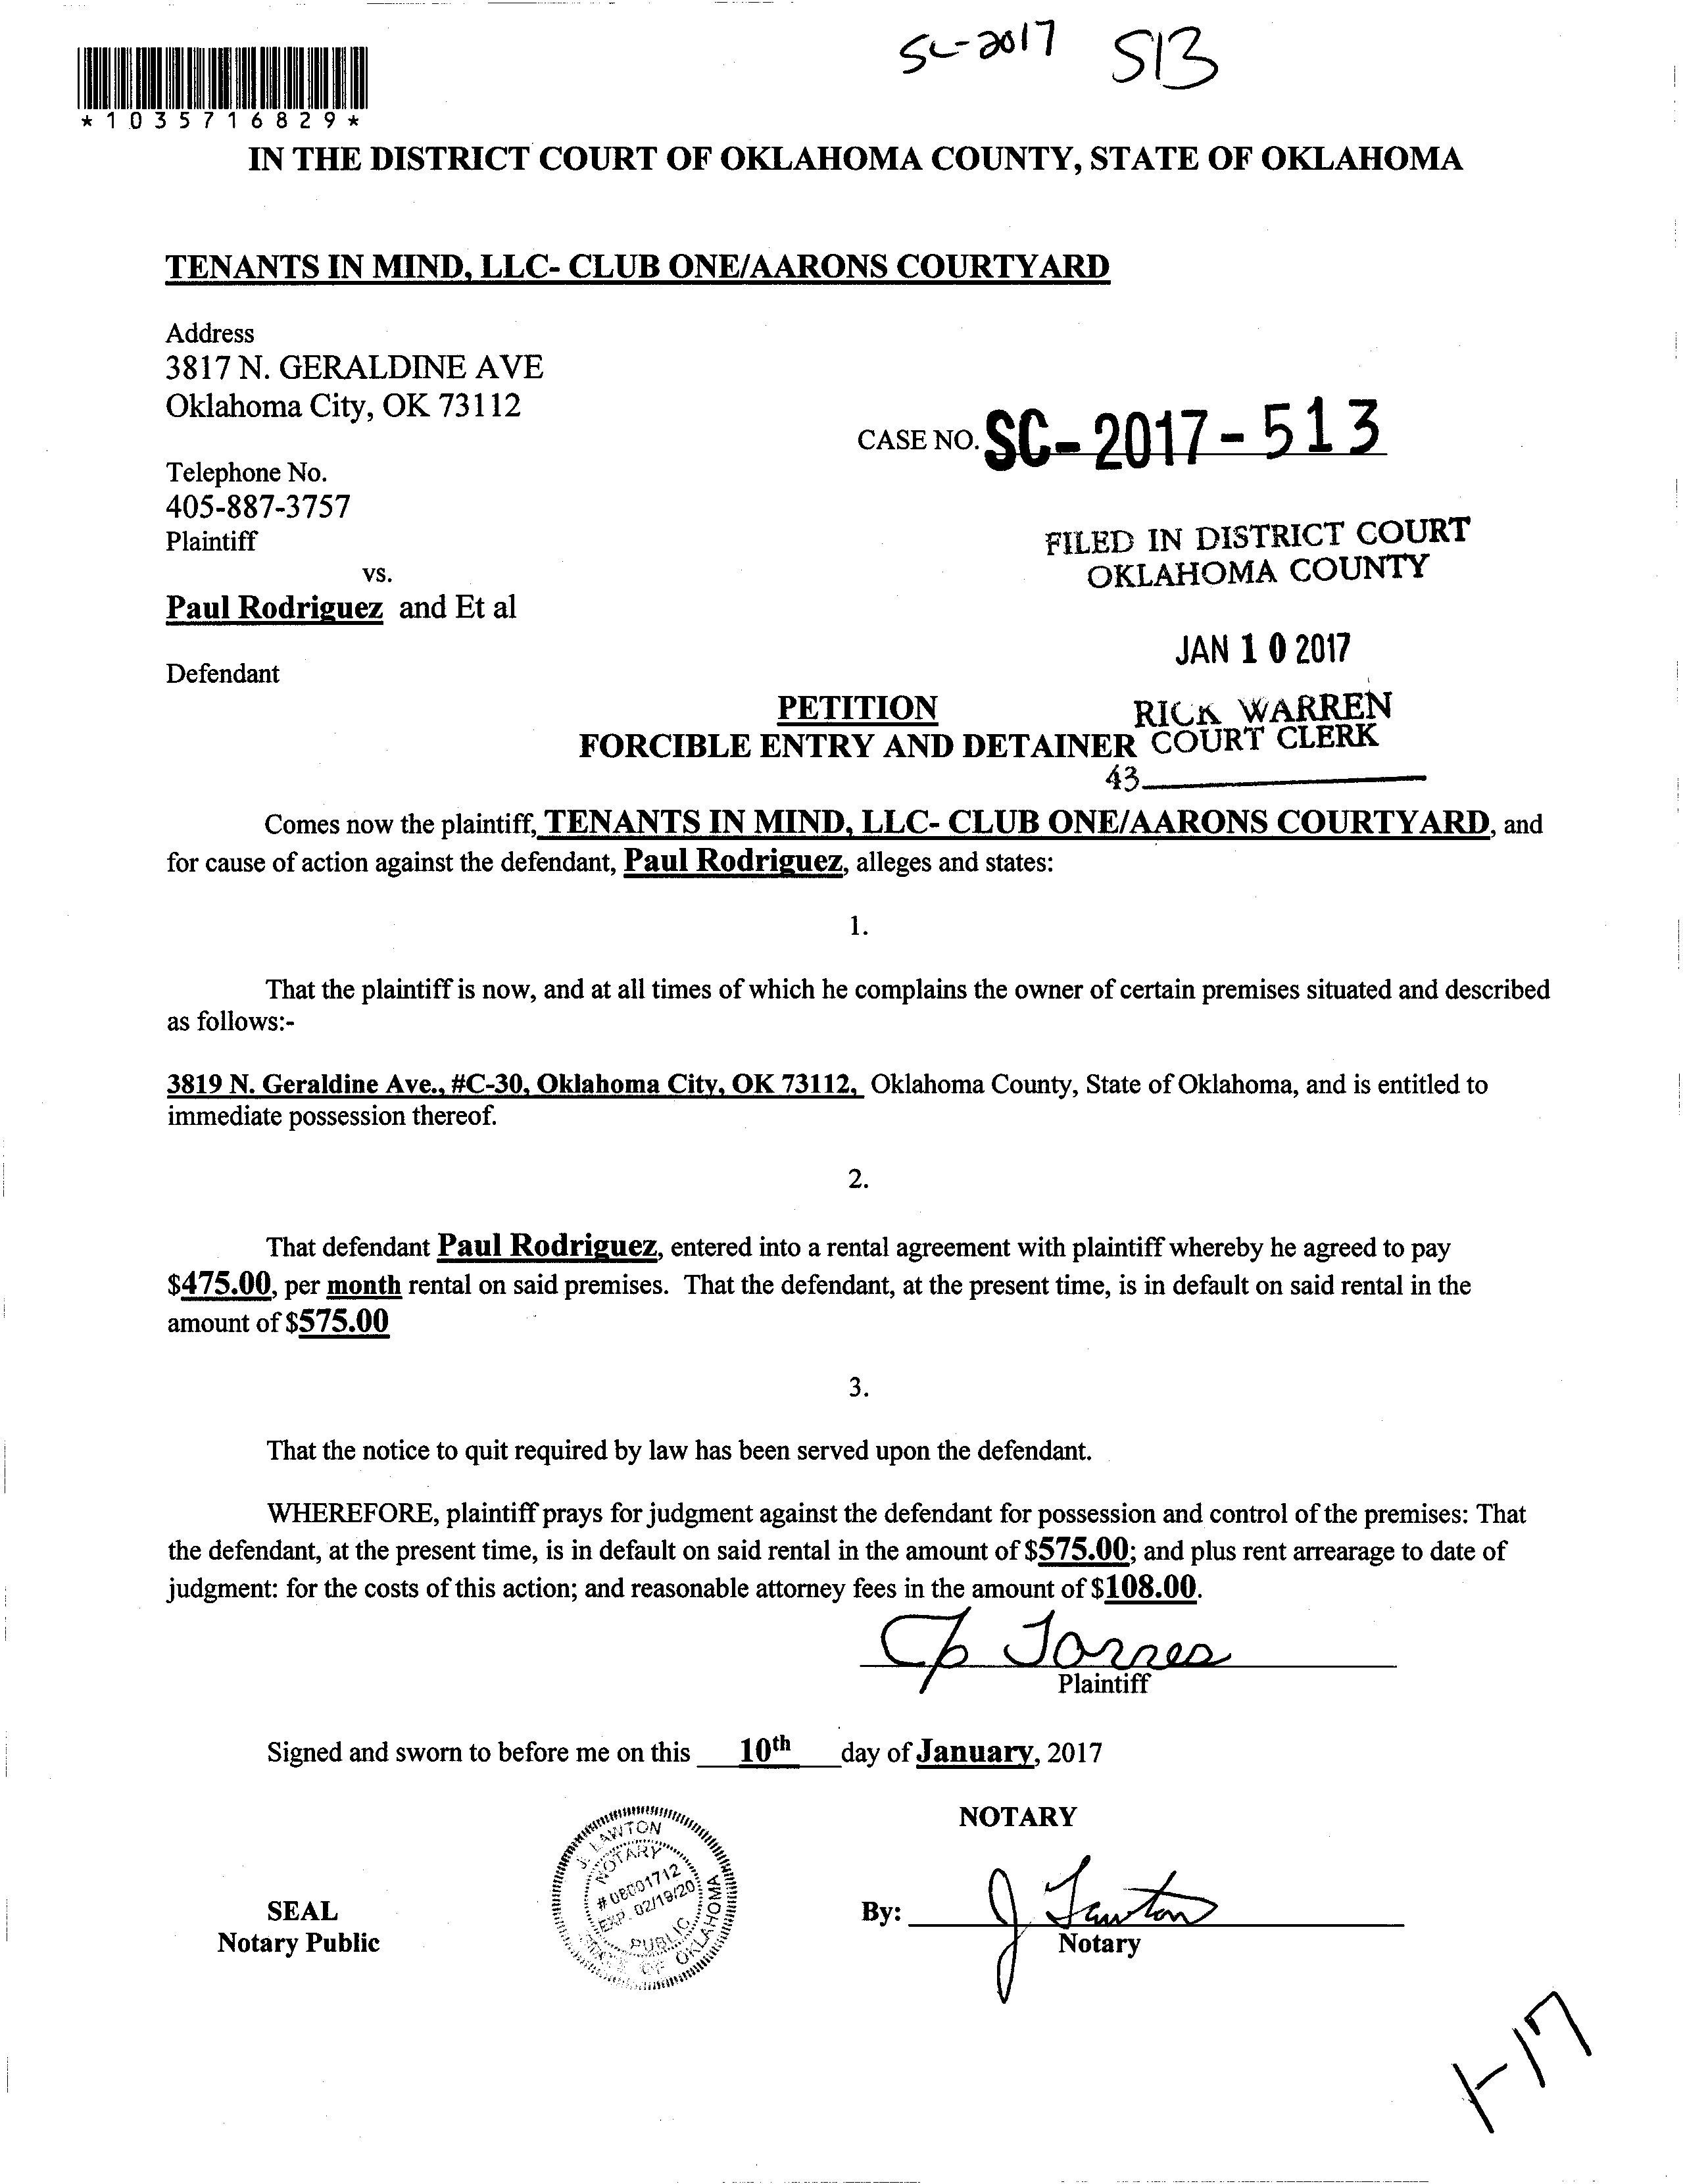 SC-2017 513
*1035716829*
IN THE DISTRICT COURT OF OKLAHOMA COUNTY, STATE OF OKLAHOMA
TENANTS IN MIND, LLC- CLUB ONE/AARONS COURTYARD
Address
3817 N. GERALDINE AVE
Oklahoma City, OK 73112
CASE NO. SC-2017-513
Telephone No.
405-887-3757
Plaintiff
vs.
Paul Rodriguez and Et al
Defendant
FILED IN DISTRICT COURT
OKLAHOMA COUNTY
JAN 10 2017
RICK WARREN
COURT CLERK
43
PETITION
FORCIBLE ENTRY AND DETAINER
Comes now the plaintiff, TENANTS IN MIND, LLC- CLUB ONE/AARONS COURTYARD, and
for cause of action against the defendant, Paul Rodriguez, alleges and states:
1.
That the plaintiff is now, and at all times of which he complains the owner of certain premises situated and described
as follows:-
3819 N. Geraldine Ave., #C-30, Oklahoma City, OK 73112, Oklahoma County, State of Oklahoma, and is entitled to
immediate possession thereof.
2.
That defendant Paul Rodriguez, entered into a rental agreement with plaintiff whereby he agreed to pay
$475.00, per month rental on said premises. That the defendant, at the present time, is in default on said rental in the
amount of $575.00
3.
That the notice to quit required by law has been served upon the defendant.
WHEREFORE, plaintiff prays for judgment against the defendant for possession and control of the premises: That
the defendant, at the present time, is in default on said rental in the amount of $575.00; and plus rent arrearage to date of
judgment: for the costs of this action; and reasonable attorney fees in the amount of $108.00.
Torres
Plaintiff
Signed and sworn to before me on this 10th day of January, 2017
NOTARY
J. LAWTON
NOTARY
# 08001712
EXP. 02/19/20
PUBLIC
STATE OF OKLAHOMA
SEAL
Notary Public
By: J Lawton
Notary
1-17